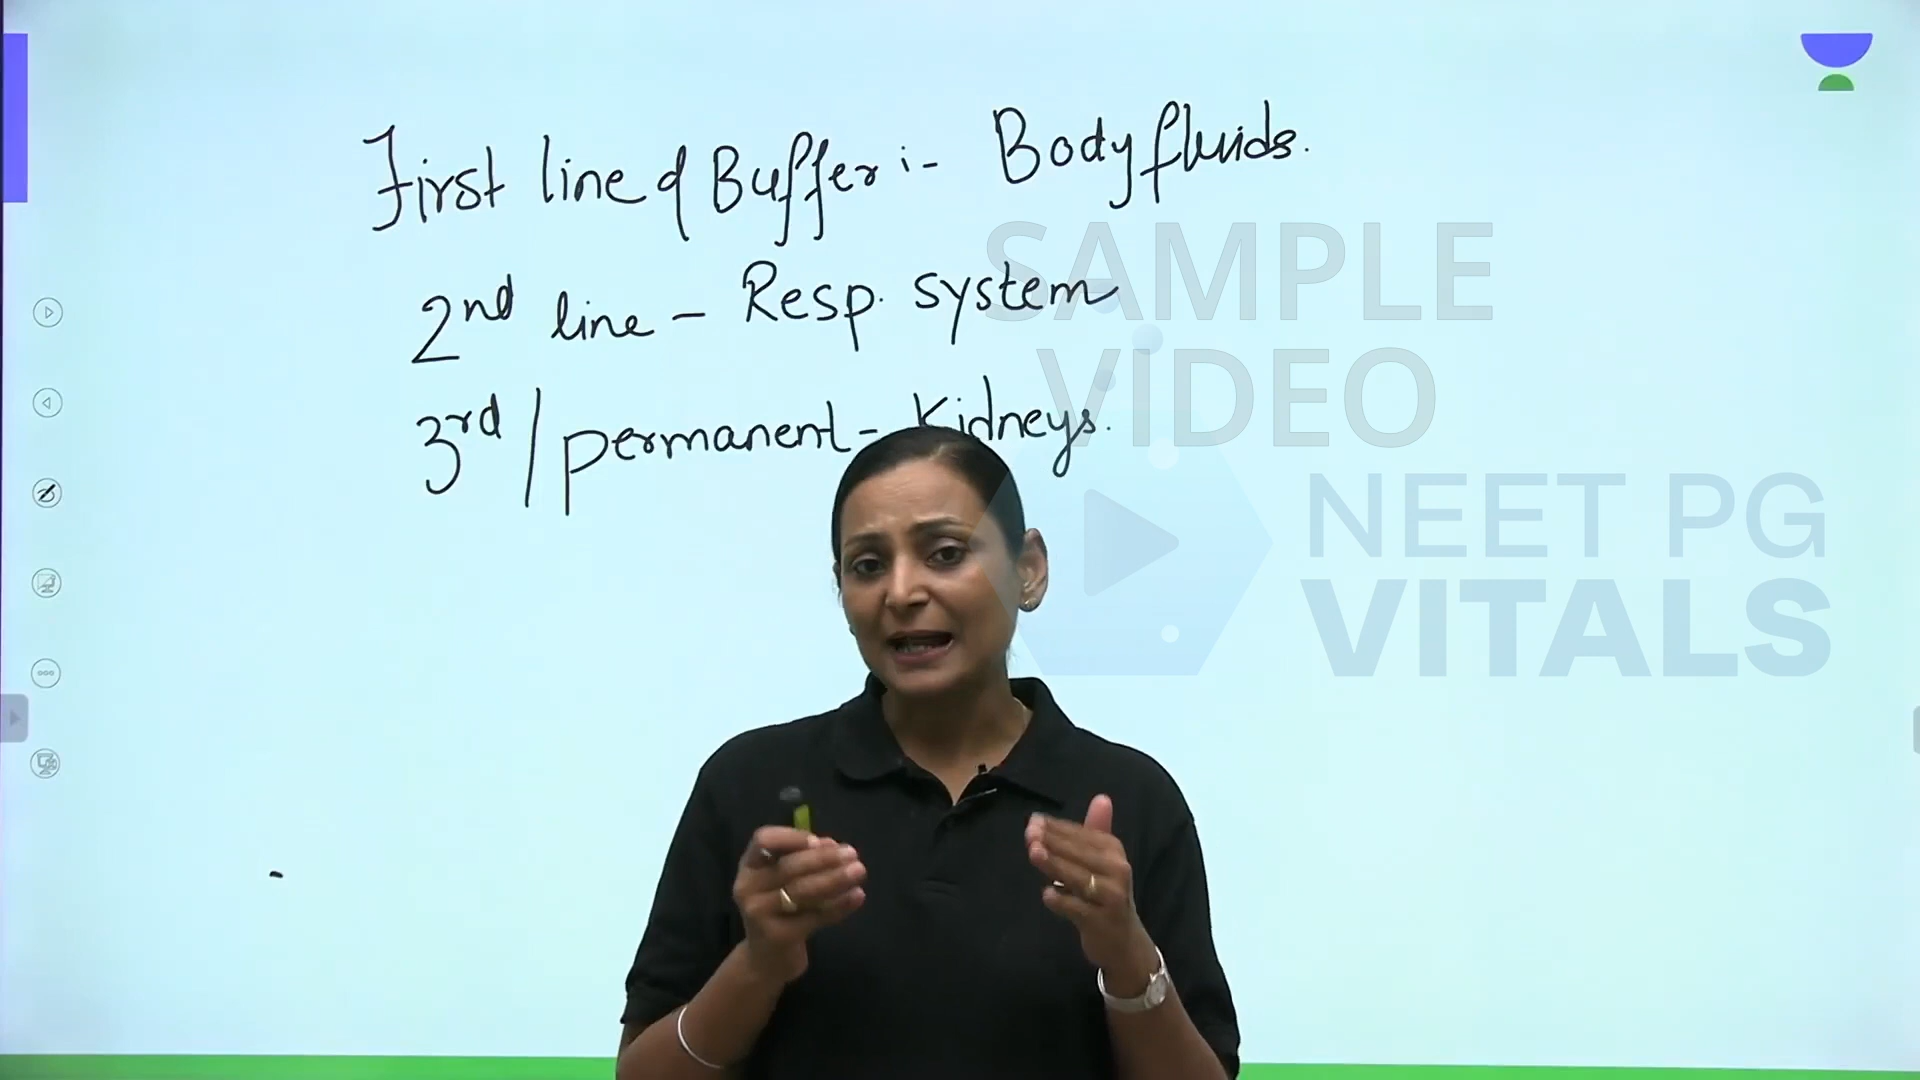 First line of Buffer :- Body fluids.
2nd line - Resp. system
3rd / permanent - Kidneys.
SAMPLE
VIDEO
NEET PG
VITALS